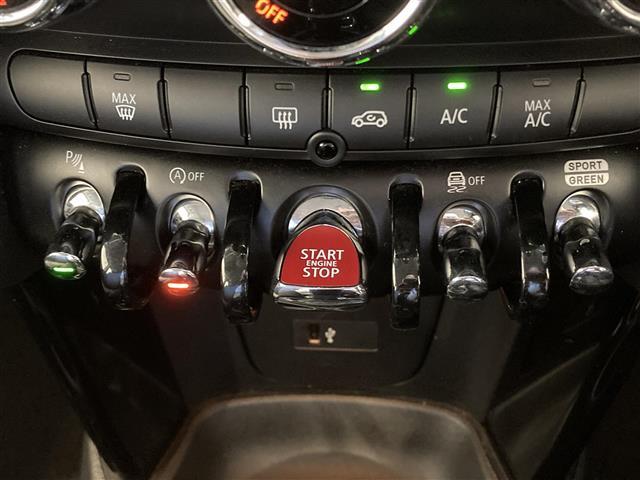 OFF
MAX
A/C
MAX
A/C
P
A OFF
OFF
SPORT
GREEN
START
ENGINE
STOP